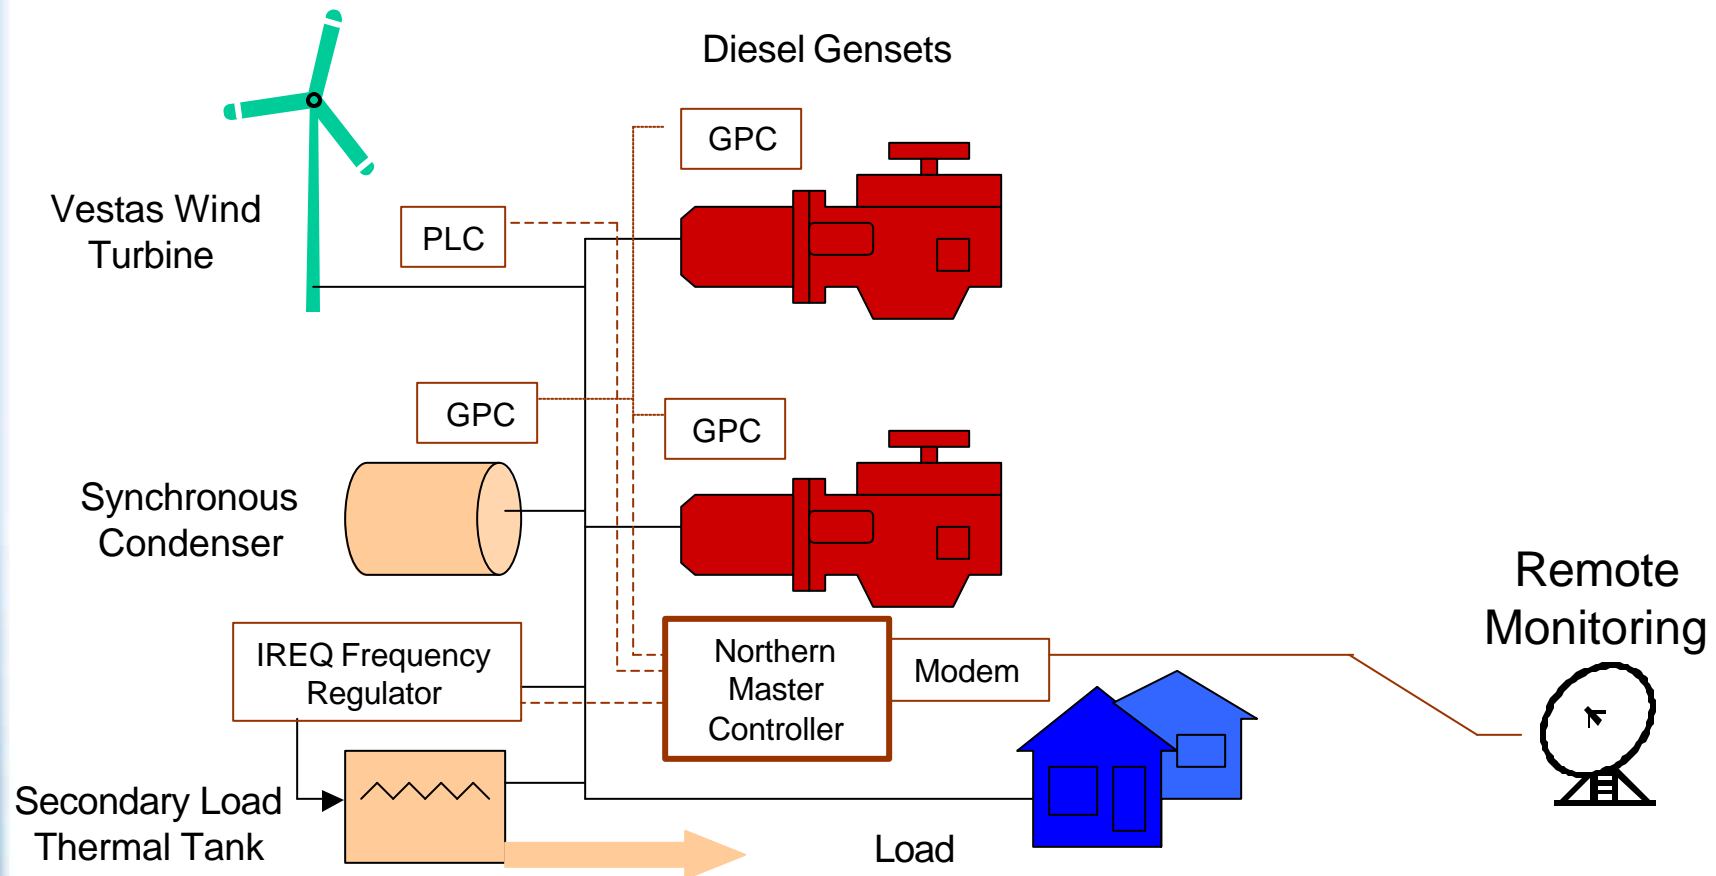 Diesel Gensets
GPC
Vestas Wind
Turbine
PLC
GPC
GPC
Synchronous
Condenser
IREQ Frequency
Regulator
Northern
Master
Controller
Modem
Remote
Monitoring
Secondary Load
Thermal Tank
Load